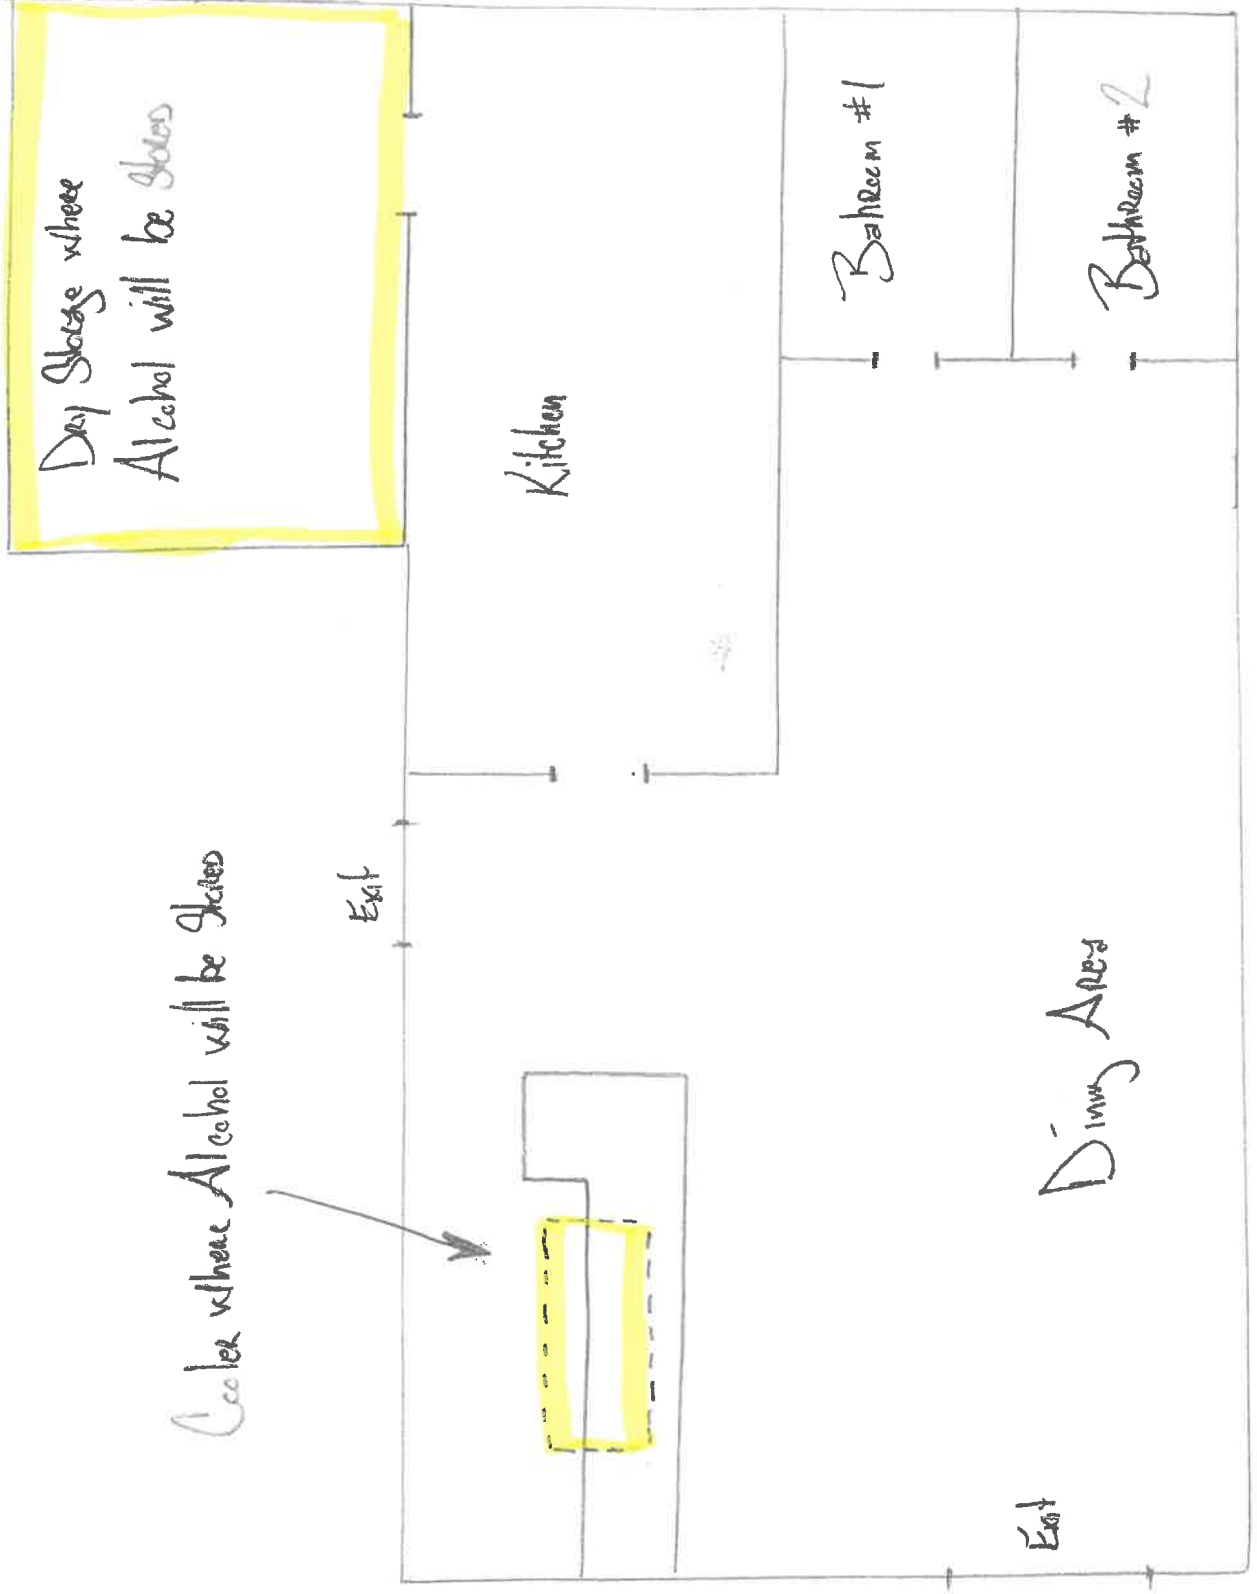 Dry Storage where
Alcohol will be Stored
Bahroom #1
Bathroom #2
Kitchen
Cooler where Alcohol will be Stored
Exit
Dining Area
Exit